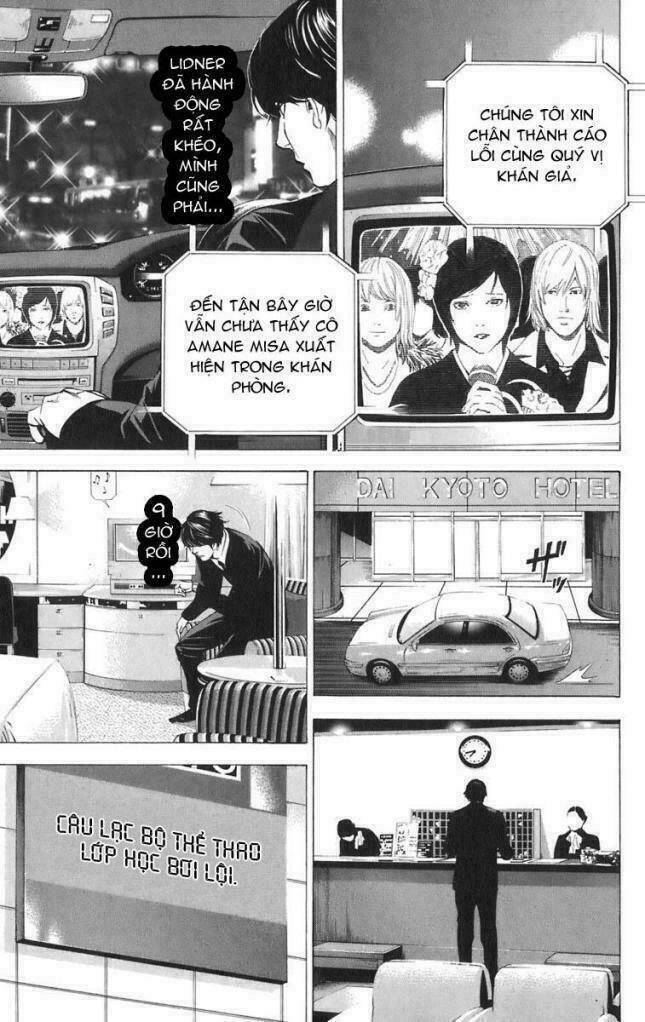 CHÚNG TÔI XIN
CHÂN THÀNH CÁO
LỖI CÙNG QUÝ VỊ
KHÁN GIẢ.
LIDNER
ĐÃ HÀNH
ĐỘNG
RẤT
KHÉO,
MÌNH
CŨNG
PHẢI...
ĐẾN TẬN BÂY GIỜ
VẪN CHƯA THẤY CÔ
AMANE MISA XUẤT
HIỆN TRONG KHÁN
PHÒNG.
DAI KYOTO HOTEL
9
GIỜ
RỒI
...
CÂU LẠC BỘ THỂ THAO
LỚP HỌC BƠI LỘI.